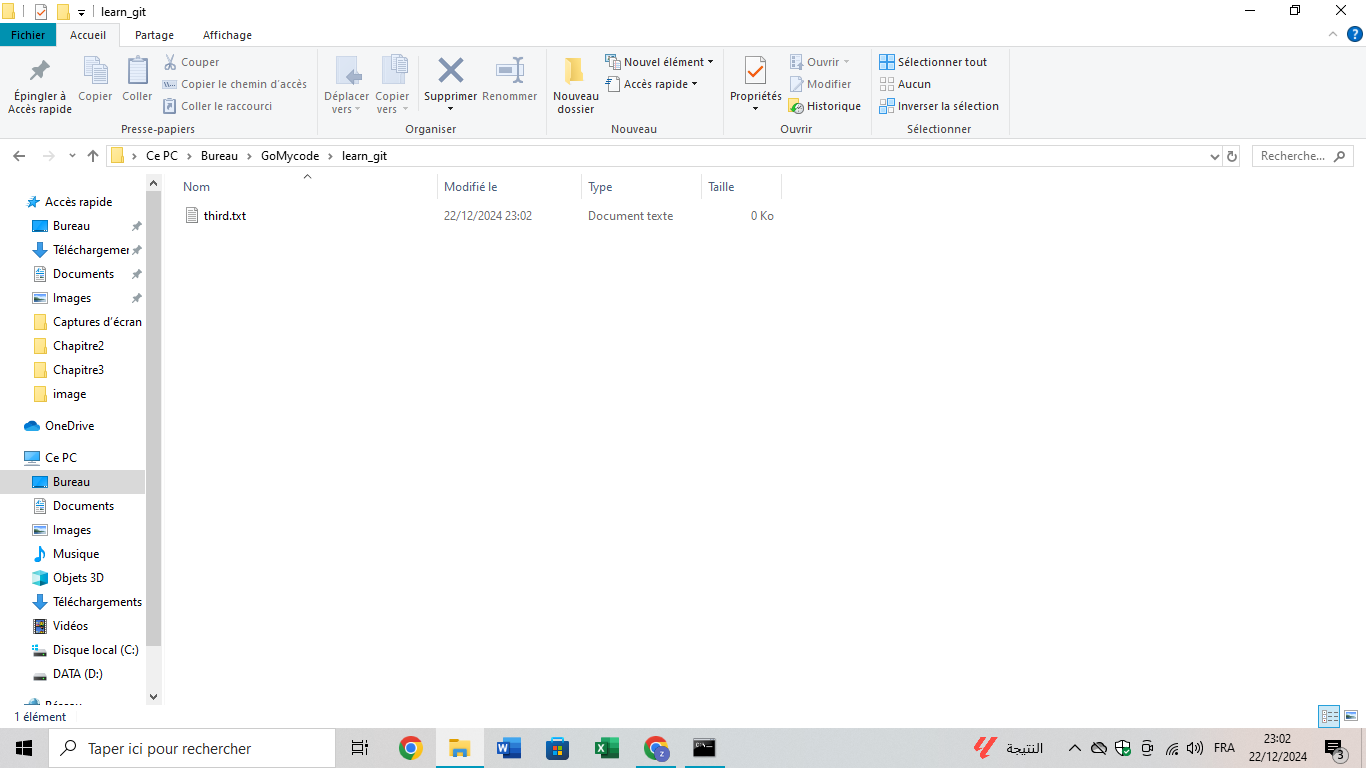 learn_git
Fichier Accueil Partage Affichage
Épingler à Accès rapide
Copier
Coller
Couper
Copier le chemin d'accès
Coller le raccourci
Presse-papiers
Déplacer vers
Copier vers
Supprimer
Renommer
Organiser
Nouveau dossier
Nouvel élément
Accès rapide
Nouveau
Propriétés
Ouvrir
Modifier
Historique
Ouvrir
Sélectionner tout
Aucun
Inverser la sélection
Sélectionner
Ce PC > Bureau > GoMycode > learn_git
Recherche...
Nom Modifié le Type Taille
third.txt 22/12/2024 23:02 Document texte 0 Ko
Accès rapide
Bureau
Téléchargemer
Documents
Images
Captures d'écran
Chapitre2
Chapitre3
image
OneDrive
Ce PC
Bureau
Documents
Images
Musique
Objets 3D
Téléchargements
Vidéos
Disque local (C:)
DATA (D:)
1 élément
Taper ici pour rechercher
النتيجة
FRA
23:02
22/12/2024
3